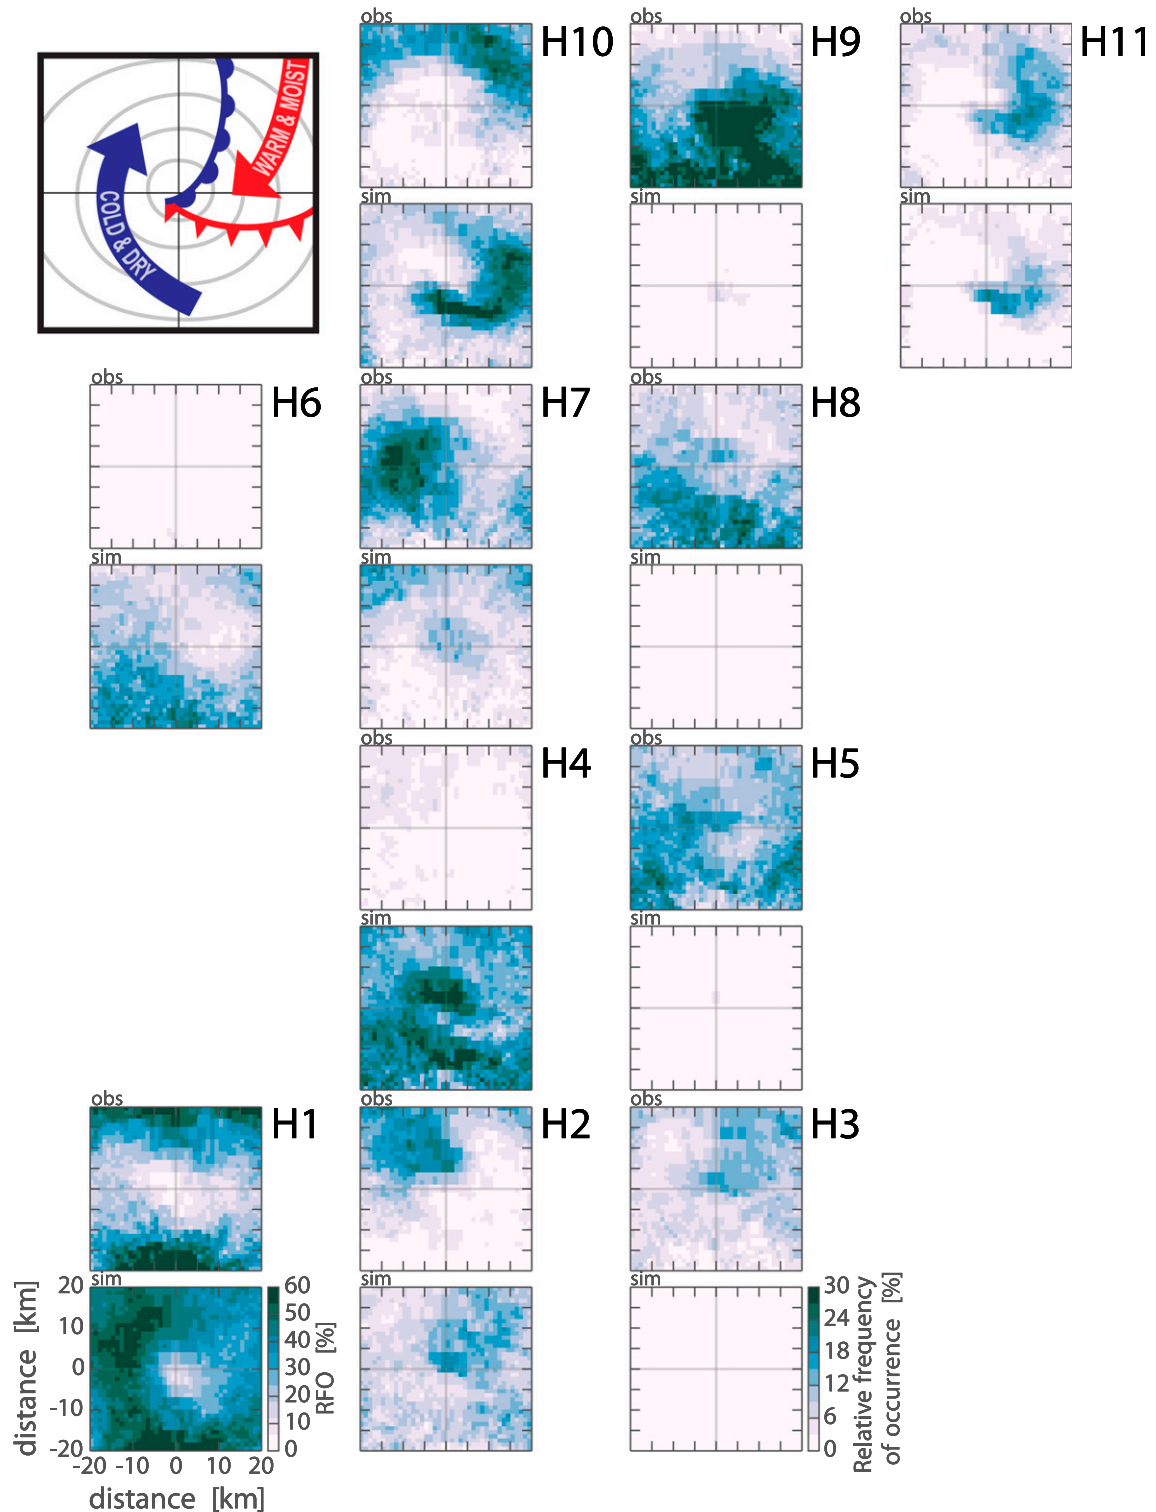 obs
H10
obs
H9
obs
H11
WARM & MOIST
COLD & DRY
sim
sim
sim
obs
H6
obs
H7
obs
H8
sim
sim
sim
obs
H4
obs
H5
sim
sim
obs
H1
obs
H2
obs
H3
sim
sim
sim
20
10
0
-10
-20
distance [km]
-20 -10 0 10 20
distance [km]
60
50
40
30
20
10
0
RFO [%]
30
24
18
12
6
0
Relative frequency
of occurrence [%]